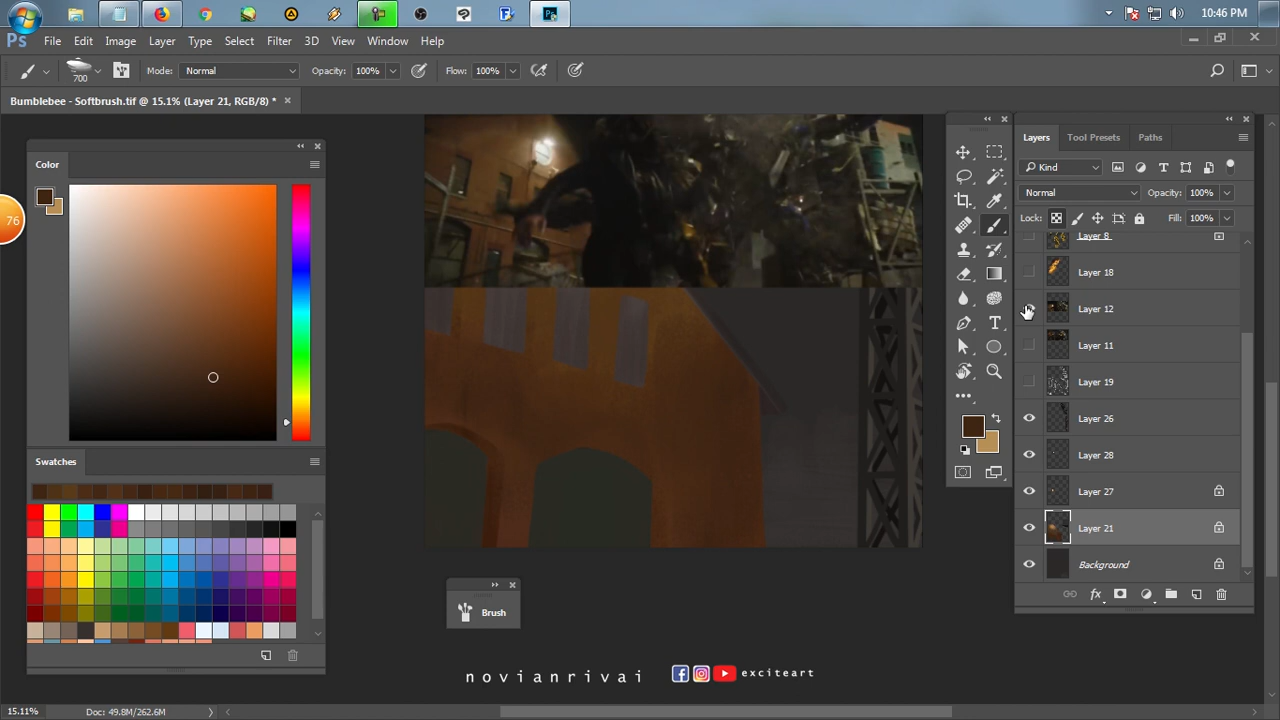 10:46 PM
Ps File Edit Image Layer Type Select Filter 3D View Window Help
700 Mode: Normal Opacity: 100% Flow: 100%
Bumblebee - Softbrush.tif @ 15.1% (Layer 21, RGB/8) *
Color
Layers Tool Presets Paths
Kind
Normal Opacity: 100%
76
Lock: Fill: 100%
Layer 8
Layer 18
Layer 12
Layer 11
Layer 19
Layer 26
Swatches
Layer 28
Layer 27
Layer 21
Background
fx
Brush
novianrivai exciteart
15.11% Doc: 49.8M/262.6M